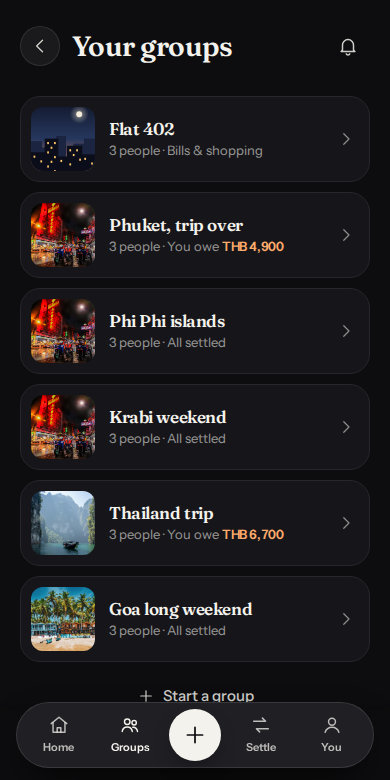 Your groups
Flat 402
3 people · Bills & shopping
Phuket, trip over
3 people · You owe THB 4,900
Phi Phi islands
3 people · All settled
Krabi weekend
3 people · All settled
Thailand trip
3 people · You owe THB 6,700
Goa long weekend
3 people · All settled
Start a group
Home
Groups
Settle
You